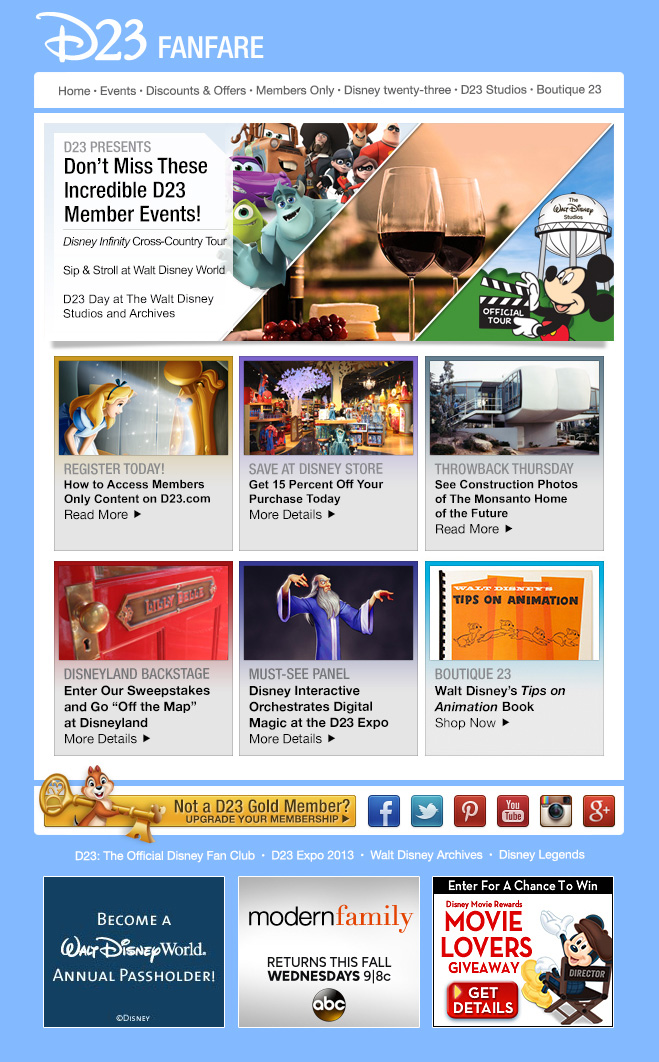 D23 FANFARE
Home · Events · Discounts & Offers · Members Only · Disney twenty-three · D23 Studios · Boutique 23
D23 PRESENTS
Don't Miss These
Incredible D23
Member Events!
Disney Infinity Cross-Country Tour
Sip & Stroll at Walt Disney World
D23 Day at The Walt Disney
Studios and Archives
The
Walt Disney
Studios
OFFICIAL
TOUR
REGISTER TODAY!
How to Access Members
Only Content on D23.com
Read More ▶
SAVE AT DISNEY STORE
Get 15 Percent Off Your
Purchase Today
More Details ▶
THROWBACK THURSDAY
See Construction Photos
of The Monsanto Home
of the Future
Read More ▶
LILLY BELLE
DISNEYLAND BACKSTAGE
Enter Our Sweepstakes
and Go “Off the Map”
at Disneyland
More Details ▶
MUST-SEE PANEL
Disney Interactive
Orchestrates Digital
Magic at the D23 Expo
More Details ▶
WALT DISNEY'S
TIPS ON ANIMATION
BOUTIQUE 23
Walt Disney's Tips on
Animation Book
Shop Now ▶
D23
Not a D23 Gold Member?
UPGRADE YOUR MEMBERSHIP ▶
f
P
You
Tube
g+
D23: The Official Disney Fan Club · D23 Expo 2013 · Walt Disney Archives · Disney Legends
BECOME A
WALT DISNEY World.
ANNUAL PASSHOLDER!
©DISNEY
modern family
RETURNS THIS FALL
WEDNESDAYS 9|8c
abc
Enter For A Chance To Win
Disney Movie Rewards
MOVIE
LOVERS
GIVEAWAY
GET
DETAILS
DIRECTOR